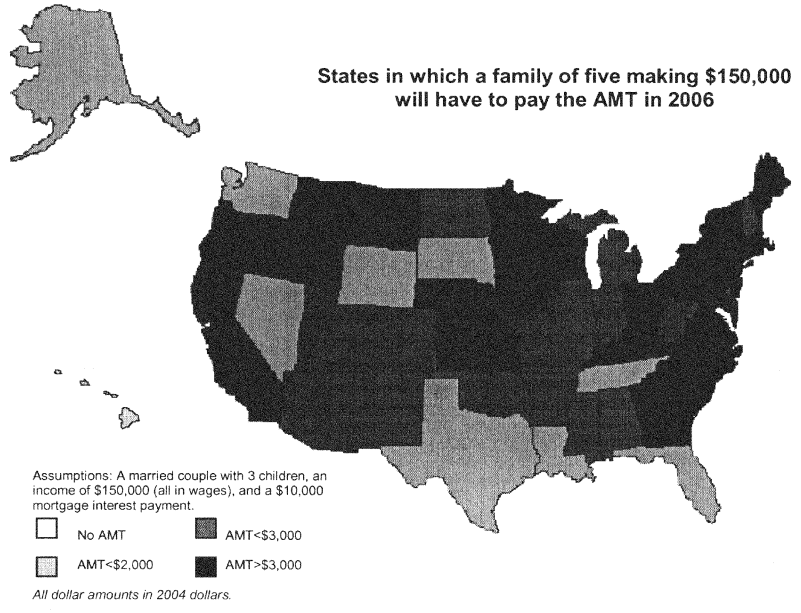 States in which a family of five making $150,000
will have to pay the AMT in 2006
Assumptions: A married couple with 3 children, an
income of $150,000 (all in wages), and a $10,000
mortgage interest payment.
No AMT
AMT<$3,000
AMT<$2,000
AMT>$3,000
All dollar amounts in 2004 dollars.